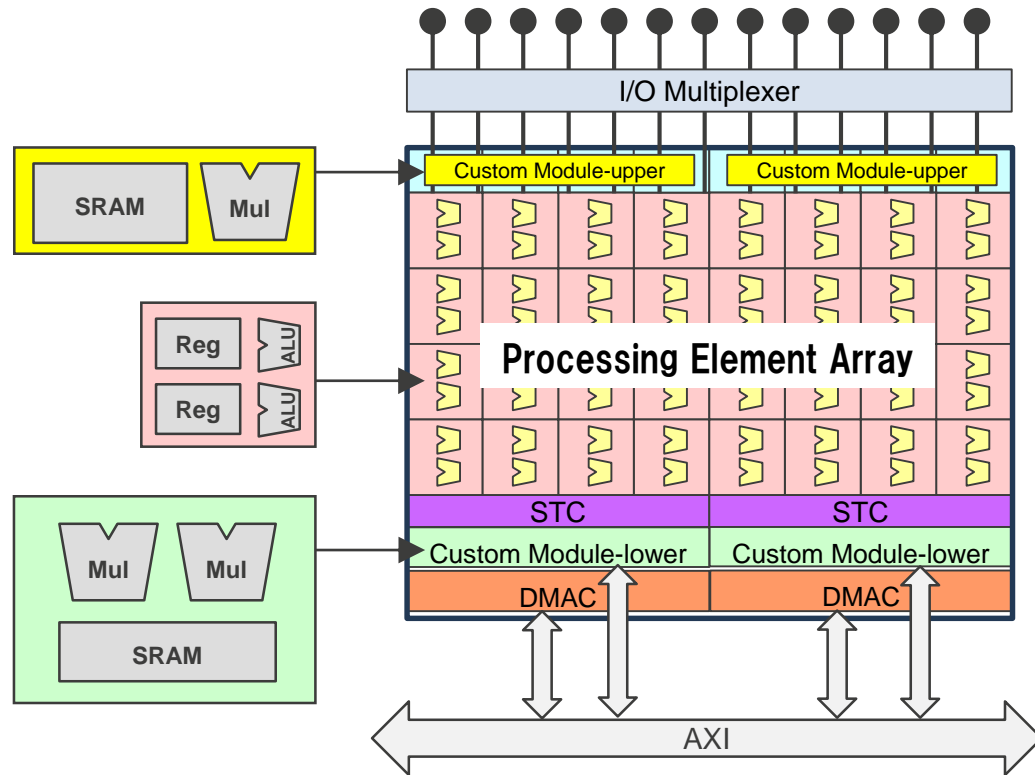 I/O Multiplexer
Custom Module-upper
Custom Module-upper
SRAM
Mul
Reg
ALU
Reg
ALU
Processing Element Array
STC
STC
Custom Module-lower
Custom Module-lower
Mul
Mul
SRAM
DMAC
DMAC
AXI